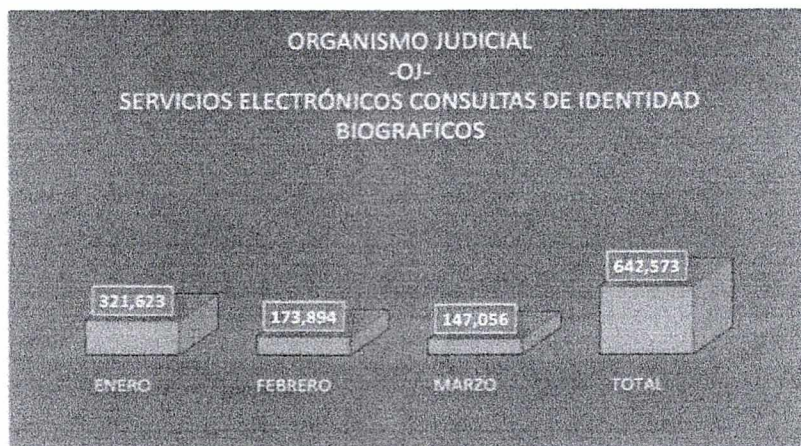 ORGANISMO JUDICIAL
-OJ-
SERVICIOS ELECTRÓNICOS CONSULTAS DE IDENTIDAD
BIOGRAFICOS
321,623
173,894
147,056
642,573
ENERO
FEBRERO
MARZO
TOTAL